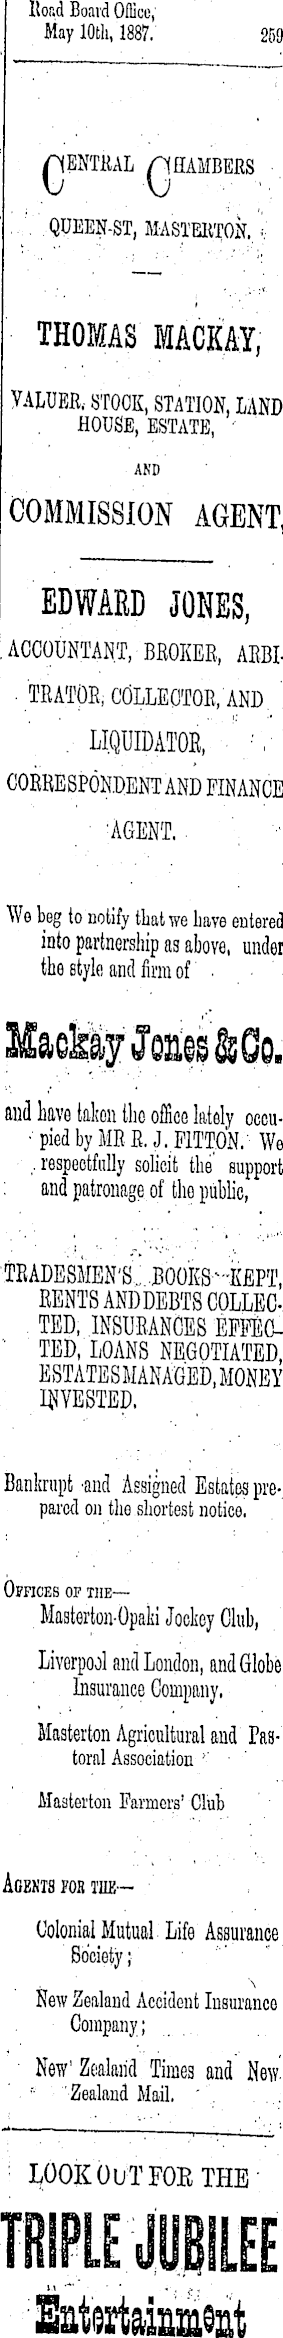 Road Board Office,
May 10th, 1887. 259
CENTRAL CHAMBERS
QUEEN-ST, MASTERTON.
THOMAS MACKAY,
VALUER, STOCK, STATION, LAND
HOUSE, ESTATE,
AND
COMMISSION AGENT,
EDWARD JONES,
ACCOUNTANT, BROKER, ARBI-
TRATOR, COLLECTOR, AND
LIQUIDATOR,
CORRESPONDENT AND FINANCE
AGENT.
We beg to notify that we have entered
into partnership as above, under
the style and firm of
Mackay Jones & Co.
and have taken the office lately occu-
pied by MR R. J. FITTON. We
respectfully solicit the support
and patronage of the public,
TRADESMEN'S BOOKS KEPT,
RENTS AND DEBTS COLLEC-
TED, INSURANCES EFFEC-
TED, LOANS NEGOTIATED,
ESTATES MANAGED, MONEY
INVESTED.
Bankrupt and Assigned Estates pre-
pared on the shortest notice.
OFFICES OF THE—
Masterton-Opaki Jockey Club,
Liverpool and London, and Globe
Insurance Company.
Masterton Agricultural and Pas-
toral Association
Masterton Farmers' Club
AGENTS FOR THE—
Colonial Mutual Life Assurance
Society;
New Zealand Accident Insurance
Company;
New Zealand Times and New
Zealand Mail.
LOOK OUT FOR THE
TRIPLE JUBILEE
Entertainment